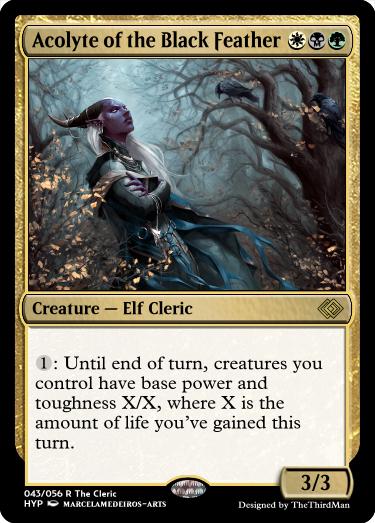 Acolyte of the Black Feather
Creature — Elf Cleric
1: Until end of turn, creatures you
control have base power and
toughness X/X, where X is the
amount of life you've gained this
turn.
3/3
043/056 R The Cleric
HYP MARCELAMEDEIROS-ARTS
Designed by TheThirdMan